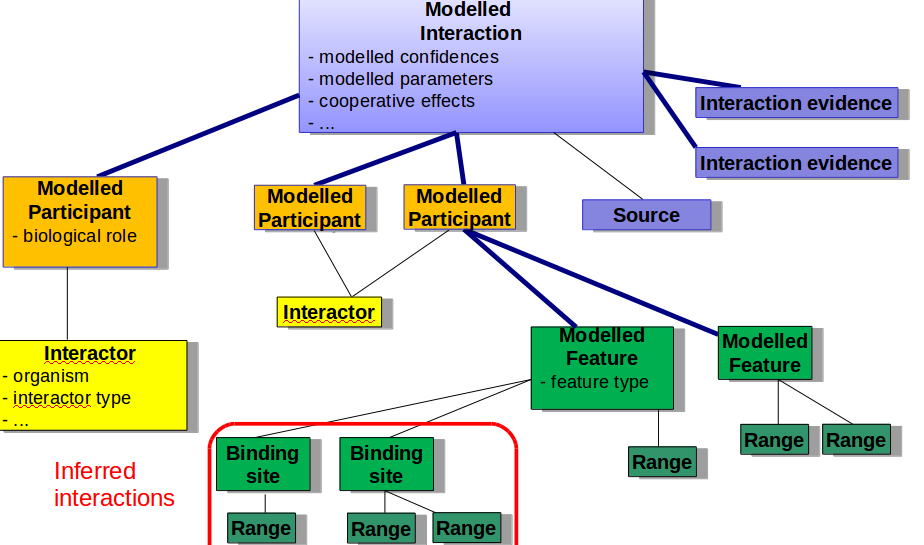 Modelled
Interaction
- modelled confidences
- modelled parameters
- cooperative effects
- ...
Interaction evidence
Interaction evidence
Source
Modelled
Participant
- biological role
Modelled
Participant
Modelled
Participant
Interactor
Interactor
- organism
- interactor type
- ...
Modelled
Feature
- feature type
Modelled
Feature
Range
Range
Range
Inferred
interactions
Binding
site
Binding
site
Range
Range
Range